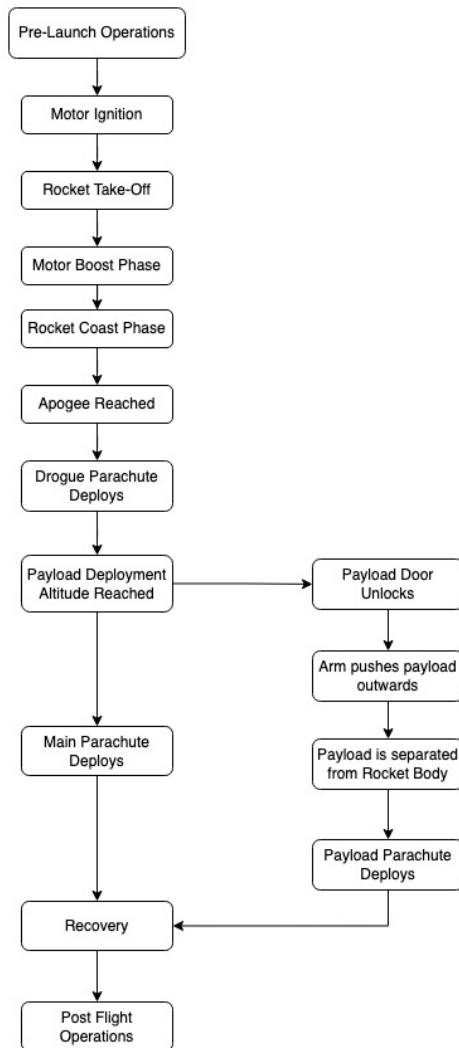 Pre-Launch Operations
Motor Ignition
Rocket Take-Off
Motor Boost Phase
Rocket Coast Phase
Apogee Reached
Drogue Parachute
Deploys
Payload Deployment
Altitude Reached
Payload Door
Unlocks
Arm pushes payload
outwards
Main Parachute
Deploys
Payload is separated
from Rocket Body
Payload Parachute
Deploys
Recovery
Post Flight
Operations